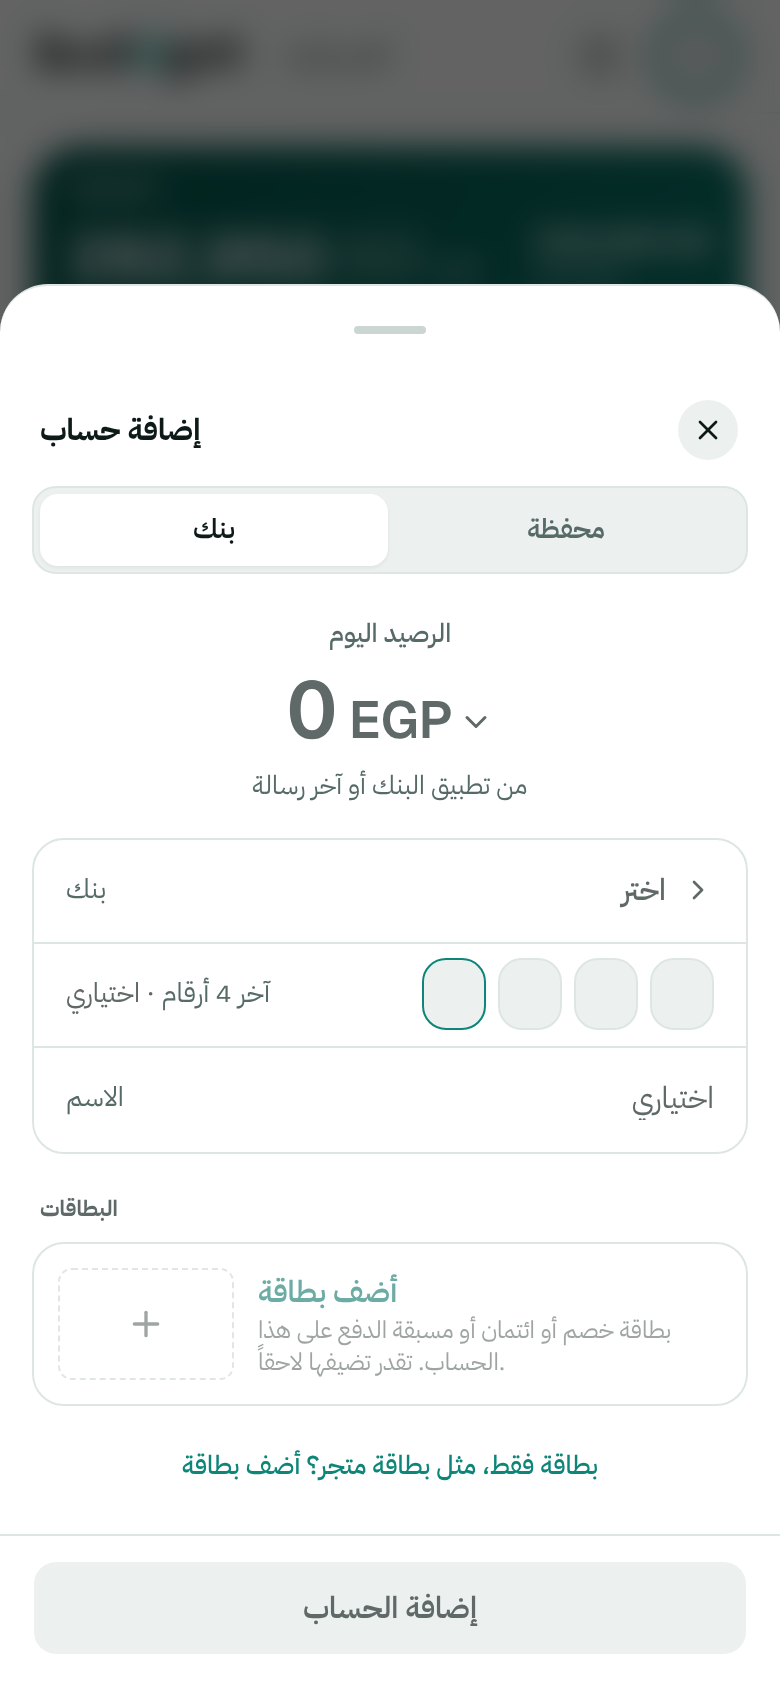 إضافة حساب
بنك
محفظة
الرصيد اليوم
0 EGP
من تطبيق البنك أو آخر رسالة
بنك
اختر
آخر 4 أرقام · اختياري
الاسم
اختياري
البطاقات
أضف بطاقة
بطاقة خصم أو ائتمان أو مسبقة الدفع على هذا
الحساب. تقدر تضيفها لاحقاً.
بطاقة فقط، مثل بطاقة متجر؟ أضف بطاقة
إضافة الحساب